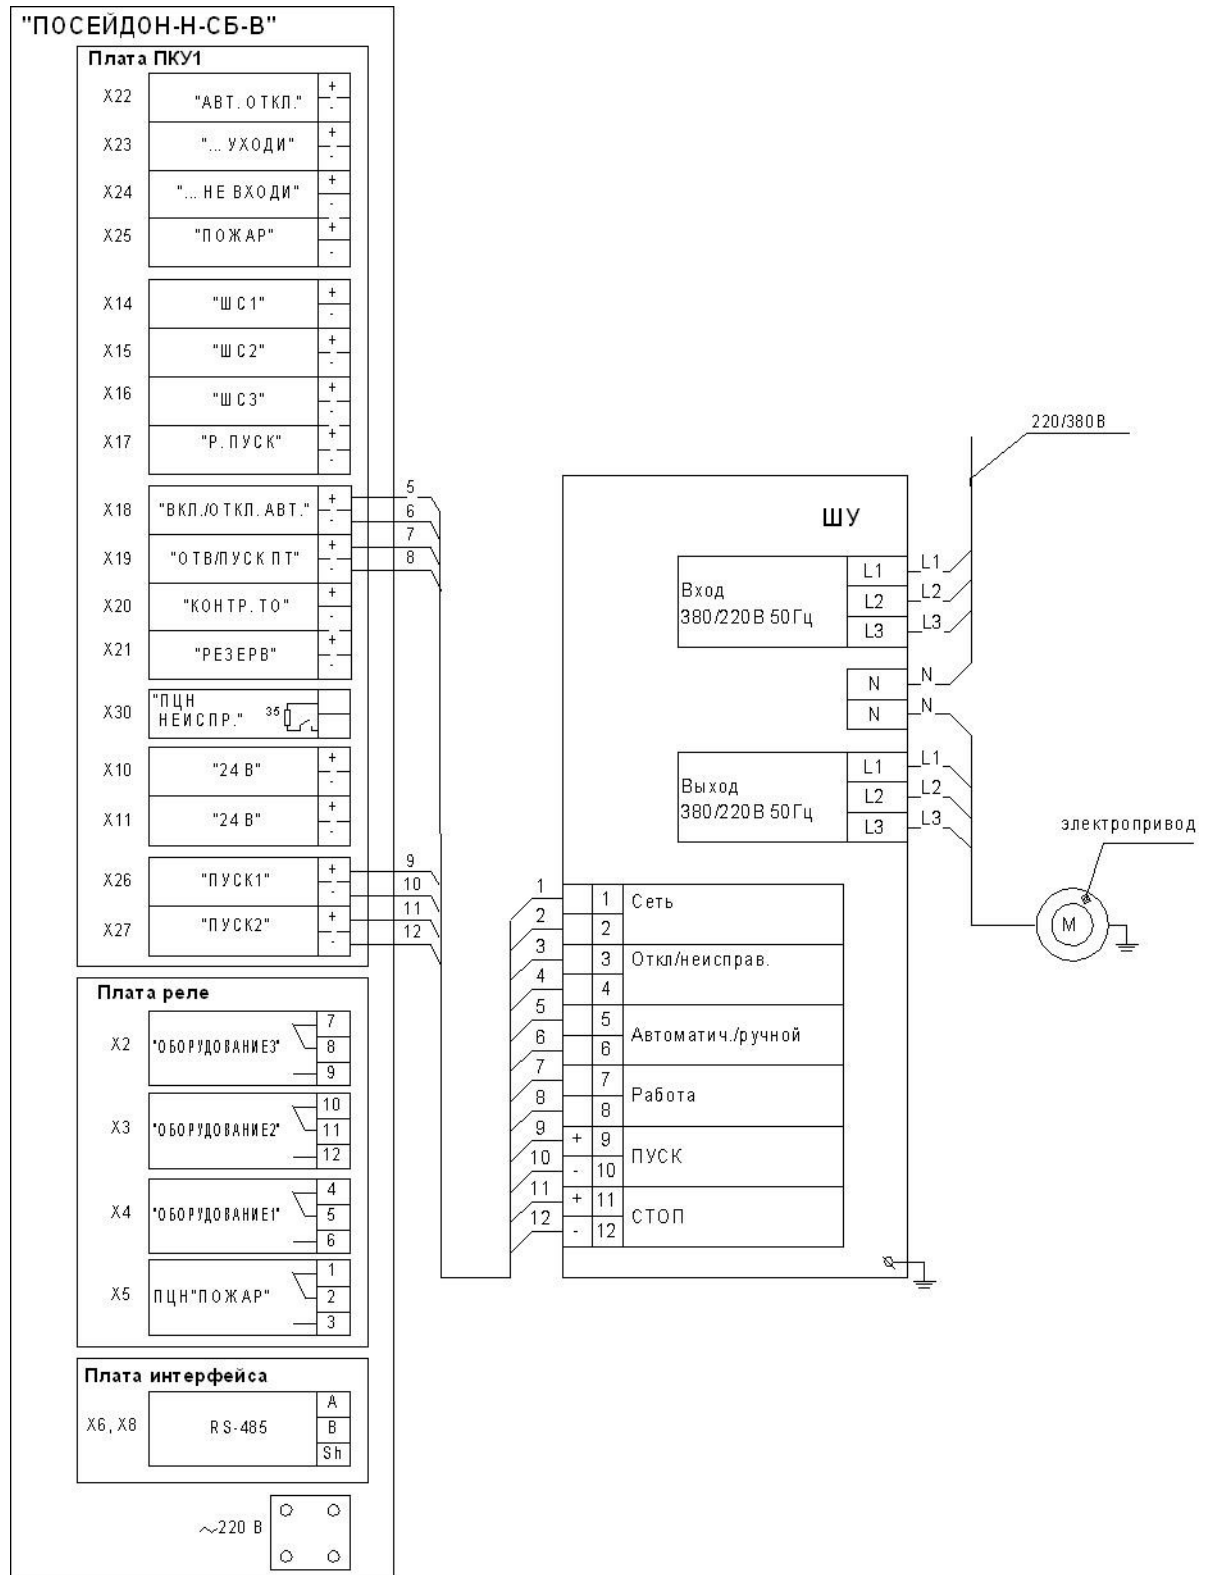 "ПОСЕЙДОН-Н-СБ-В"
Плата ПКУ1
X22 "АВТ. ОТКЛ." + -
X23 "... УХОДИ" + -
X24 "... НЕ ВХОДИ" + -
X25 "ПОЖАР" + -
X14 "ШС1" + -
X15 "ШС2" + -
X16 "ШС3" + -
X17 "Р. ПУСК" + -
X18 "ВКЛ./ОТКЛ. АВТ." + - 5 6
X19 "ОТВ/ПУСК ПТ" + - 7 8
X20 "КОНТР. ТО" + -
X21 "РЕЗЕРВ" + -
X30 "ПЦН
НЕИСПР." 35
X10 "24 В" + -
X11 "24 В" + -
X26 "ПУСК1" + - 9 10
X27 "ПУСК2" + - 11 12
Плата реле
X2 "ОБОРУДОВАНИЕ3" 7 8 9
X3 "ОБОРУДОВАНИЕ2" 10 11 12
X4 "ОБОРУДОВАНИЕ1" 4 5 6
X5 ПЦН"ПОЖАР" 1 2 3
Плата интерфейса
X6, X8 RS-485 A B Sh
~220 В
220/380В
ШУ
Вход
380/220В 50Гц
L1 L1
L2 L2
L3 L3
N N
N N
Выход
380/220В 50Гц
L1 L1
L2 L2
L3 L3
электропривод
М
1 1 Сеть
2 2
3 3 Откл/неисправ.
4 4
5 5 Автоматич./ручной
6 6
7 7 Работа
8 8
9 + 9 ПУСК
10 - 10
11 + 11 СТОП
12 - 12